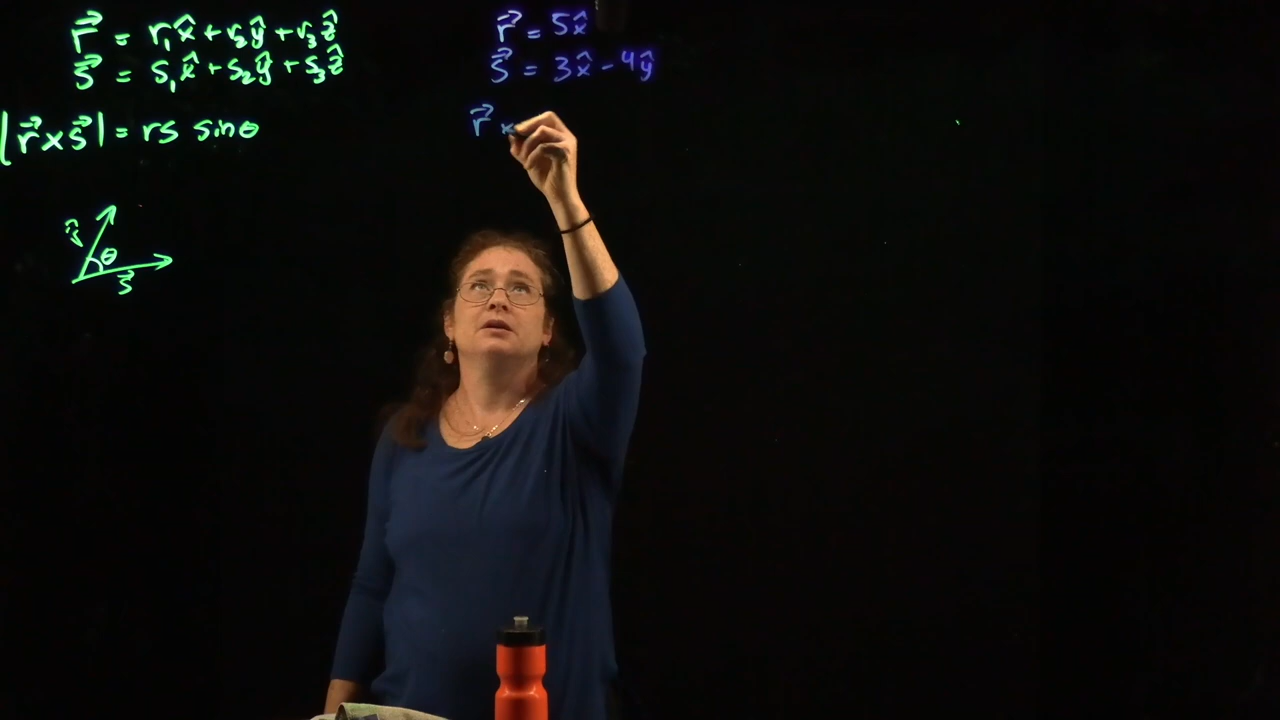 r⃗ = r₁x̂ + r₂ŷ + r₃ẑ
s⃗ = s₁x̂ + s₂ŷ + s₃ẑ
|r⃗ × s⃗| = rs sinθ
θ
s⃗
r⃗ = 5x̂
s⃗ = 3x̂ - 4ŷ
r⃗ ×